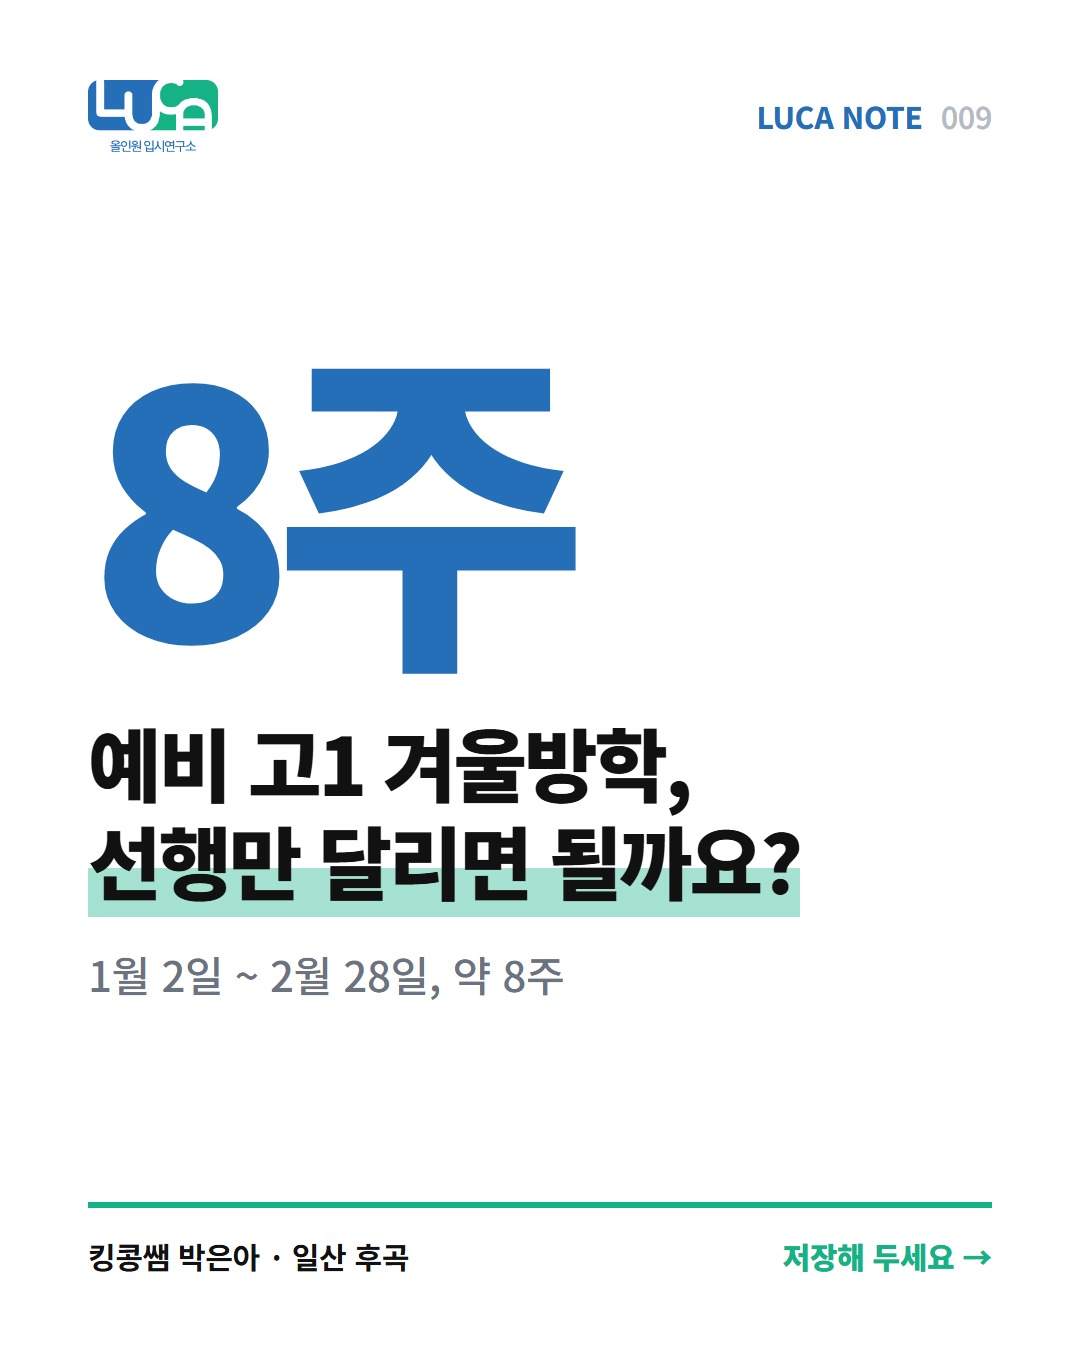 LUCA
올인원 입시연구소
LUCA NOTE 009
8주
예비 고1 겨울방학,
선행만 달리면 될까요?
1월 2일 ~ 2월 28일, 약 8주
킹콩쌤 박은아 · 일산 후곡
저장해 두세요 →